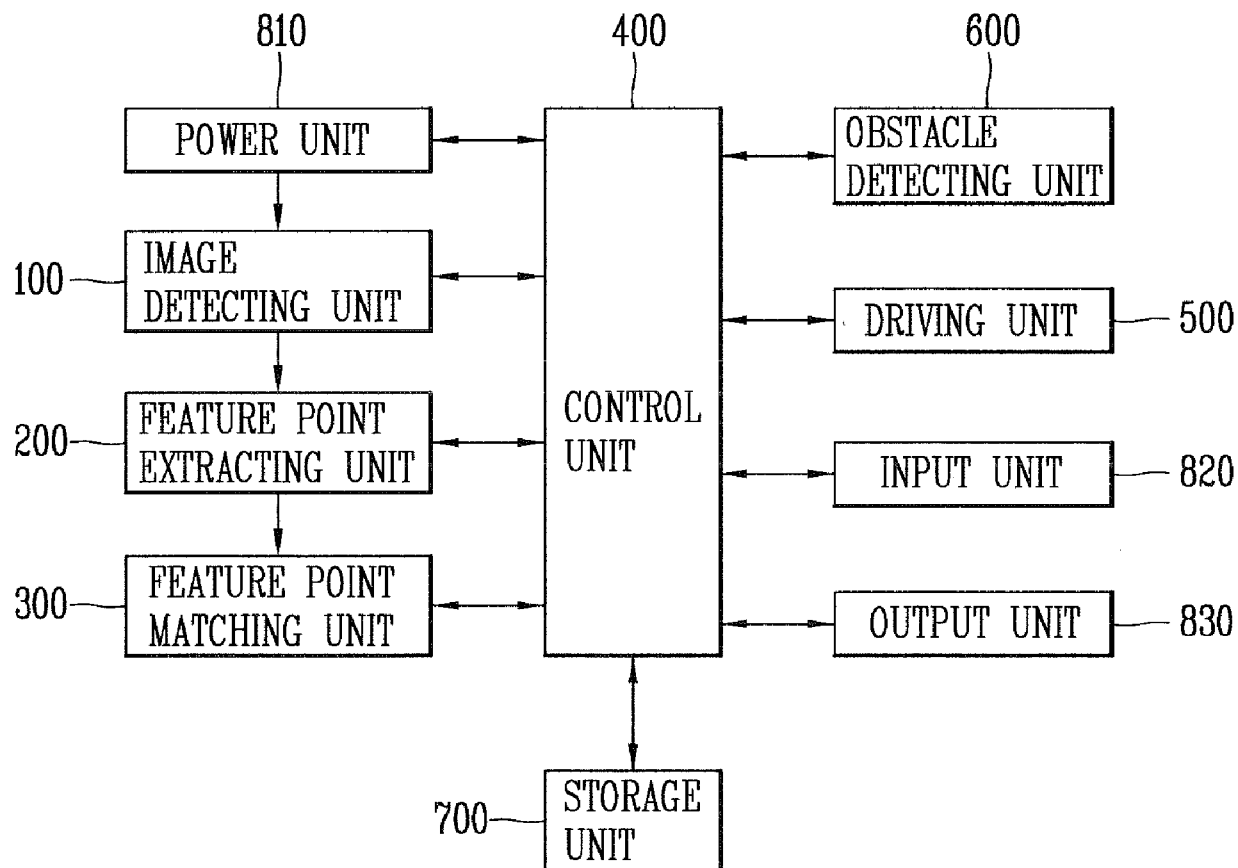 810
400
600
POWER UNIT
OBSTACLE
DETECTING UNIT
100
IMAGE
DETECTING UNIT
DRIVING UNIT
500
200
FEATURE POINT
EXTRACTING UNIT
CONTROL
UNIT
INPUT UNIT
820
300
FEATURE POINT
MATCHING UNIT
OUTPUT UNIT
830
700
STORAGE
UNIT